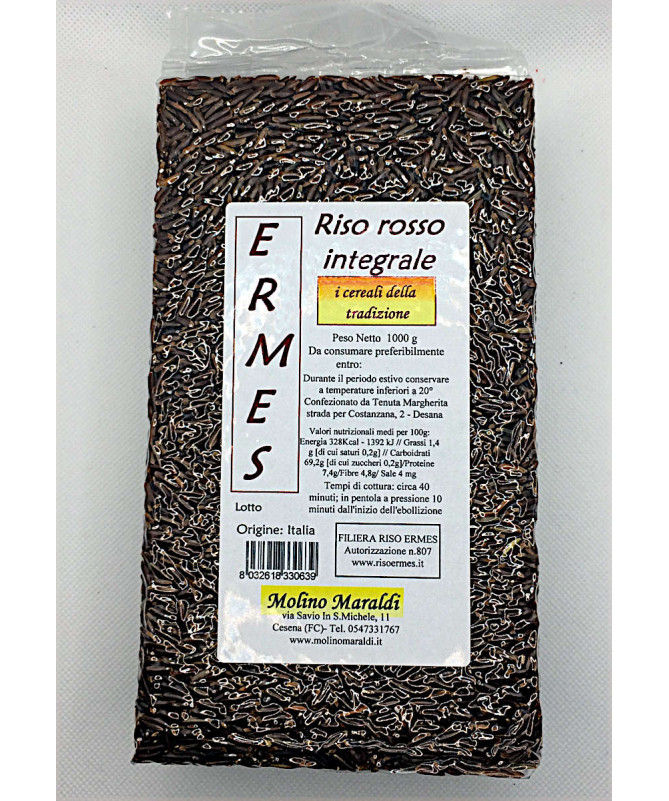 ERMES
Riso rosso
integrale
i cereali della
tradizione
Peso Netto 1000 g
Da consumare preferibilmente
entro:
Durante il periodo estivo conservare
a temperature inferiori a 20°
Confezionato da Tenuta Margherita
strada per Costanzana, 2 - Desana
Valori nutrizionali medi per 100g:
Energia 328Kcal - 1392 kJ // Grassi 1,4
g [di cui saturi 0,2g] // Carboidrati
69,2g [di cui zuccheri 0,2g]/Proteine
7,4g/Fibre 4,8g/ Sale 4 mg
Tempi di cottura: circa 40
minuti; in pentola a pressione 10
minuti dall'inizio dell'ebollizione
Lotto
Origine: Italia
8 032618 330639
FILIERA RISO ERMES
Autorizzazione n.807
www.risoermes.it
Molino Maraldi
via Savio In S.Michele, 11
Cesena (FC)- Tel. 0547331767
www.molinomaraldi.it